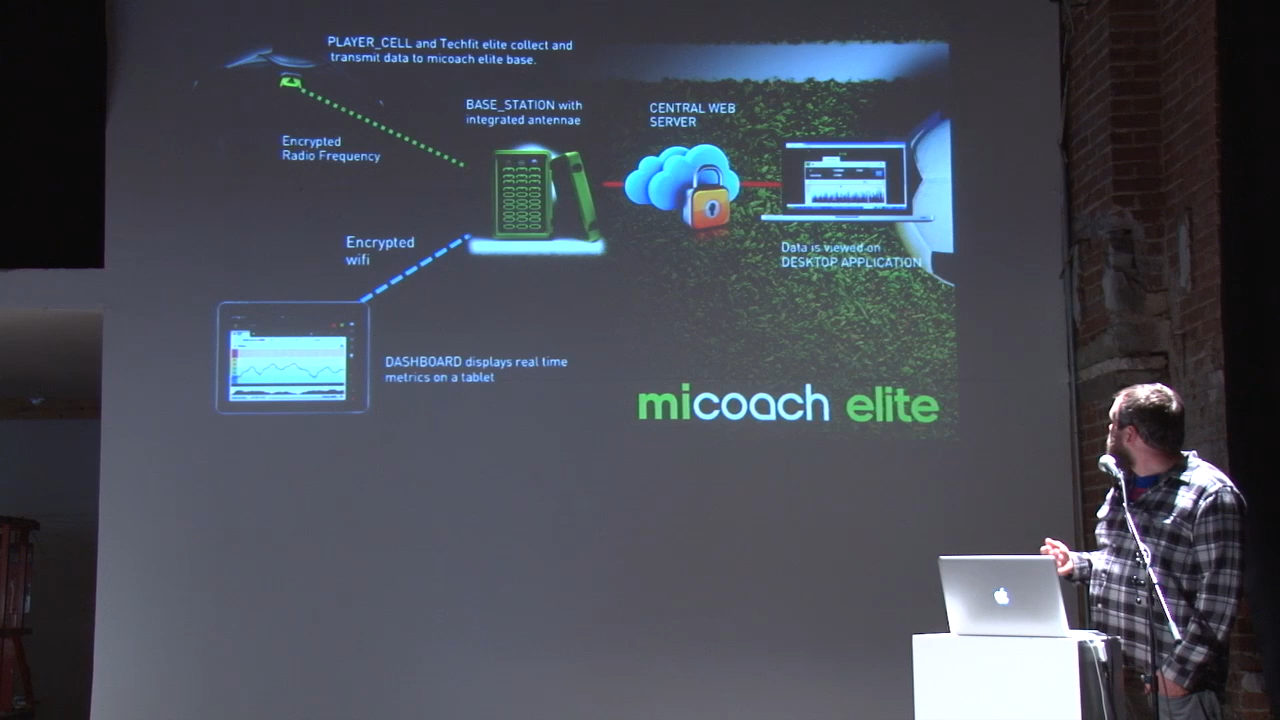 PLAYER_CELL and Techfit elite collect and
transmit data to micoach elite base.
BASE_STATION with
integrated antennae
CENTRAL WEB
SERVER
Encrypted
Radio Frequency
Encrypted
wifi
Data is viewed on
DESKTOP APPLICATION
DASHBOARD displays real time
metrics on a tablet
micoach elite